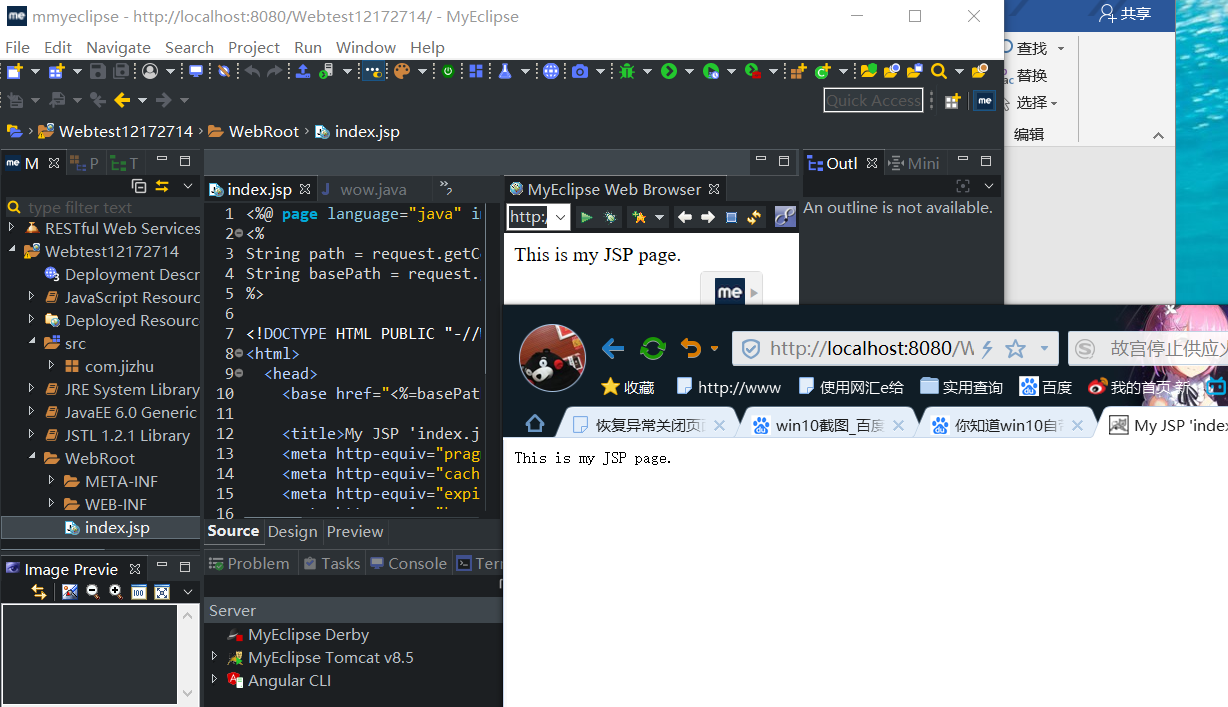 mmyeclipse - http://localhost:8080/Webtest12172714/ - MyEclipse
File Edit Navigate Search Project Run Window Help
Quick Access
Webtest12172714 › WebRoot › index.jsp
M P T
type filter text
RESTful Web Services
Webtest12172714
Deployment Descr
JavaScript Resourc
Deployed Resourc
src
com.jizhu
JRE System Library
JavaEE 6.0 Generic
JSTL 1.2.1 Library
WebRoot
META-INF
WEB-INF
index.jsp
Image Previe
index.jsp wow.java »2
1 <%@ page language="java" i
2 <%
3 String path = request.getC
4 String basePath = request.
5 %>
6
7 <!DOCTYPE HTML PUBLIC "-//
8 <html>
9 <head>
10 <base href="<%=basePat
11
12 <title>My JSP 'index.j
13 <meta http-equiv="prag
14 <meta http-equiv="cach
15 <meta http-equiv="expi
16
Source Design Preview
Problem Tasks Console Terr
Server
MyEclipse Derby
MyEclipse Tomcat v8.5
Angular CLI
MyEclipse Web Browser
http:
This is my JSP page.
me
Outl Mini
An outline is not available.
共享
查找
替换
选择
编辑
http://localhost:8080/W
故宫停止供应火
收藏 http://www 使用网汇e给 实用查询 百度 我的首页 新
恢复异常关闭页 win10截图_百度 你知道win10自 My JSP 'index
This is my JSP page.